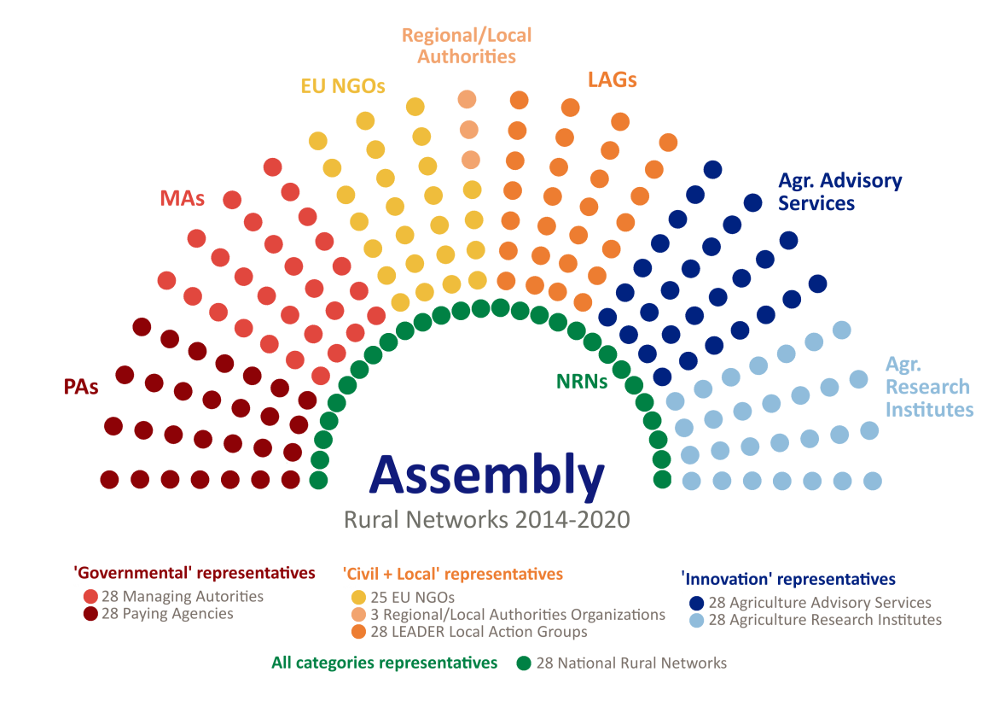 Regional/Local
Authorities
EU NGOs
LAGs
MAs
Agr. Advisory
Services
PAs
NRNs
Agr.
Research
Institutes
Assembly
Rural Networks 2014-2020
'Governmental' representatives
28 Managing Autorities
28 Paying Agencies
'Civil + Local' representatives
25 EU NGOs
3 Regional/Local Authorities Organizations
28 LEADER Local Action Groups
'Innovation' representatives
28 Agriculture Advisory Services
28 Agriculture Research Institutes
All categories representatives
28 National Rural Networks